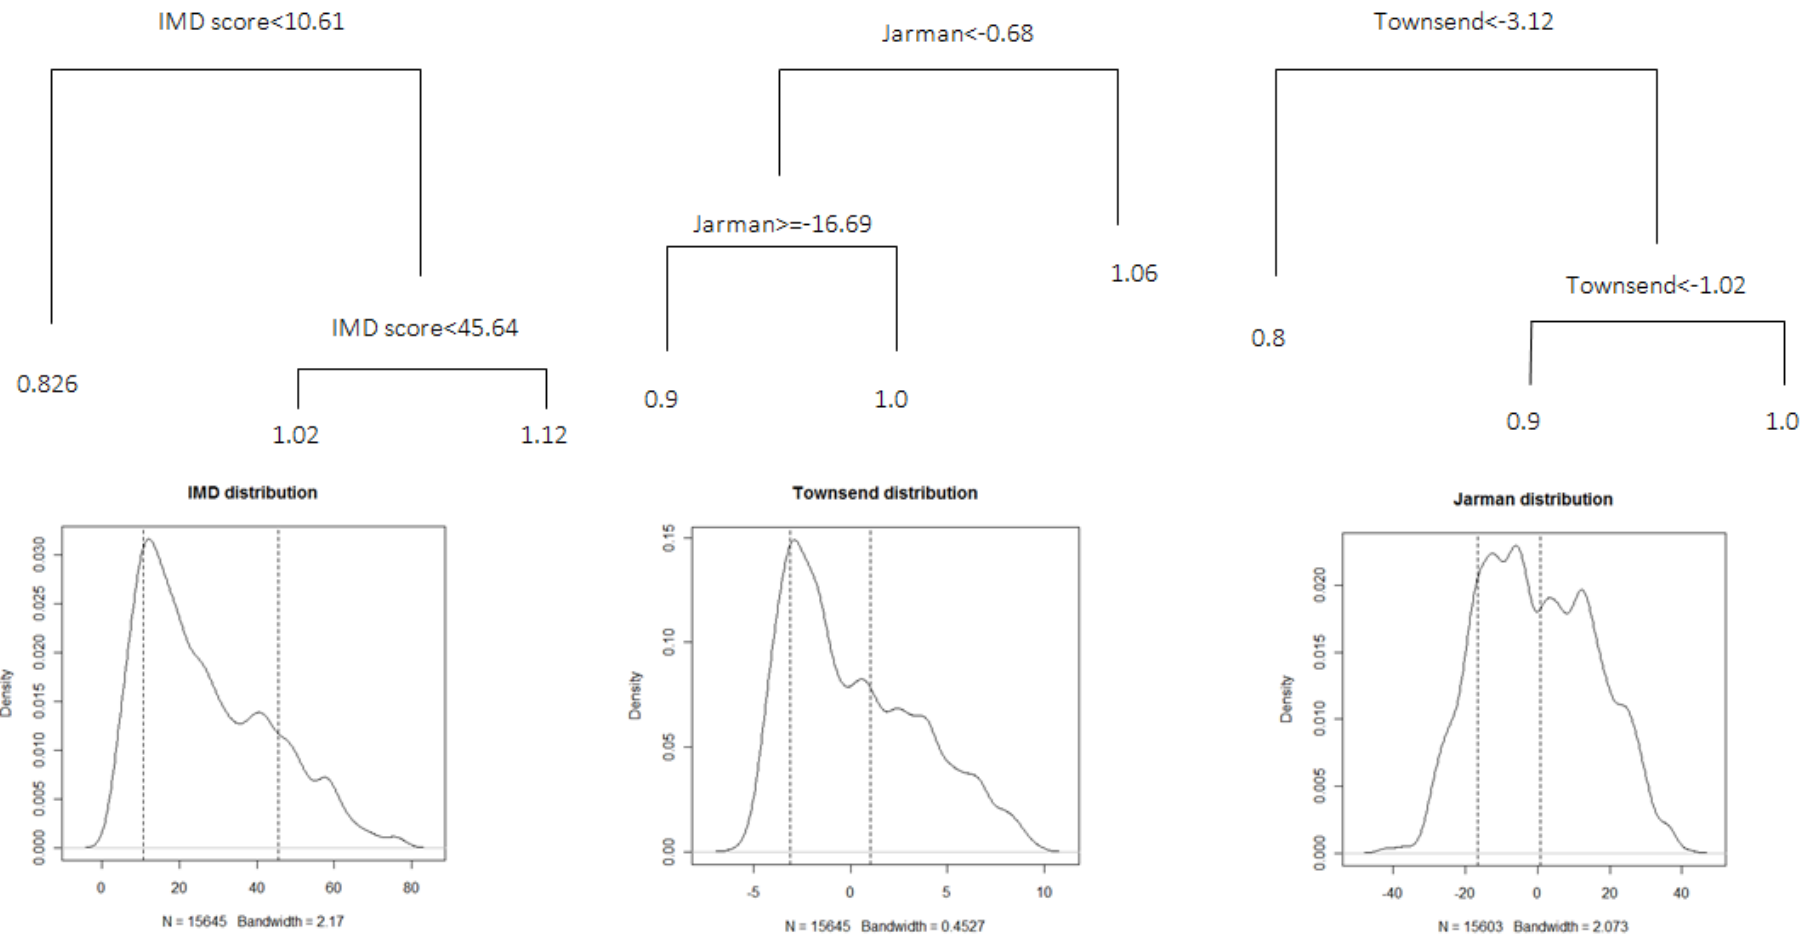 IMD score<10.61
Jarman<-0.68
Townsend<-3.12
Jarman>=-16.69
1.06
Townsend<-1.02
IMD score<45.64
0.8
0.826
0.9
1.0
0.9
1.0
1.02
1.12
IMD distribution
Density
0.000
0.005
0.010
0.015
0.020
0.025
0.030
0
20
40
60
80
N = 15645 Bandwidth = 2.17
Townsend distribution
Density
0.00
0.05
0.10
0.15
-5
0
5
10
N = 15645 Bandwidth = 0.4527
Jarman distribution
Density
0.000
0.005
0.010
0.015
0.020
-40
-20
0
20
40
N = 15603 Bandwidth = 2.073